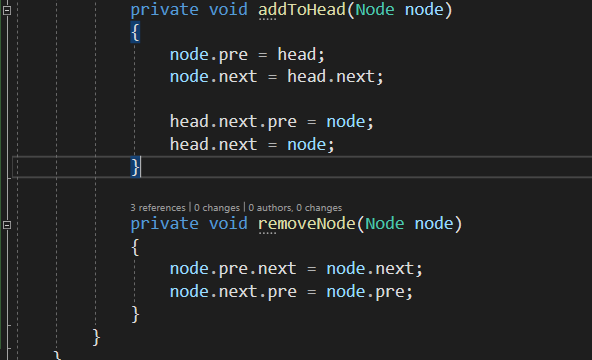 private void addToHead(Node node)
{
node.pre = head;
node.next = head.next;
head.next.pre = node;
head.next = node;
}
3 references | 0 changes | 0 authors, 0 changes
private void removeNode(Node node)
{
node.pre.next = node.next;
node.next.pre = node.pre;
}
}
}